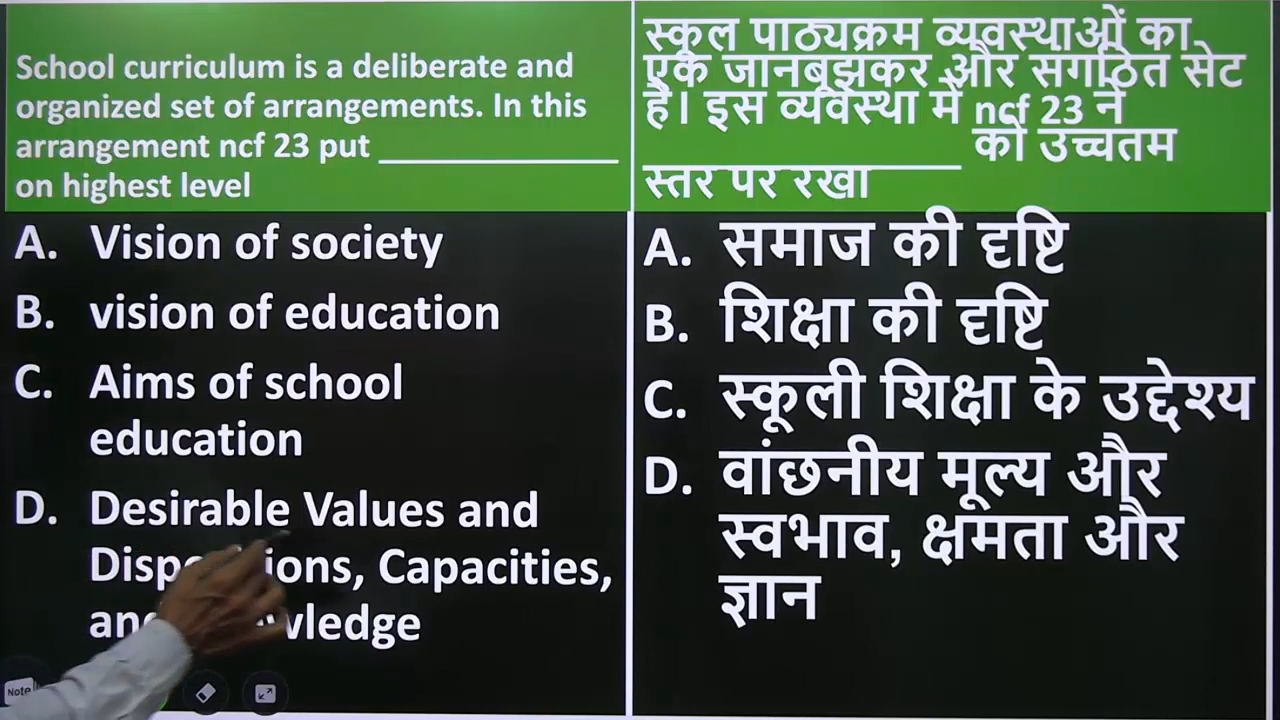 School curriculum is a deliberate and
organized set of arrangements. In this
arrangement ncf 23 put ____________
on highest level
A. Vision of society
B. vision of education
C. Aims of school
education
D. Desirable Values and
Capacities,
स्कूल पाठ्यक्रम व्यवस्थाओं का
एक जानबूझकर और संगठित सेट
है। इस व्यवस्था में ncf 23 ने
____________ को उच्चतम
स्तर पर रखा
A. समाज की दृष्टि
B. शिक्षा की दृष्टि
C. स्कूली शिक्षा के उद्देश्य
D. वांछनीय मूल्य और
स्वभाव, क्षमता और
ज्ञान
Note